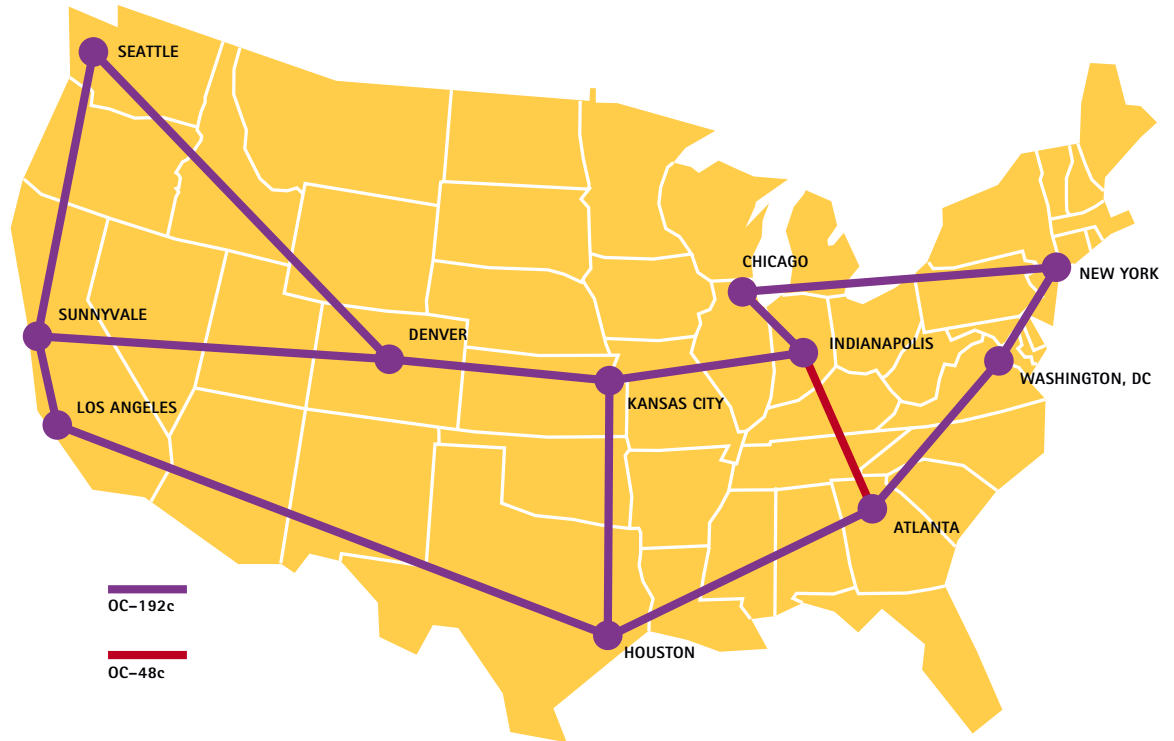 SEATTLE
CHICAGO
NEW YORK
SUNNYVALE
DENVER
INDIANAPOLIS
WASHINGTON, DC
LOS ANGELES
KANSAS CITY
ATLANTA
OC–192c
HOUSTON
OC–48c